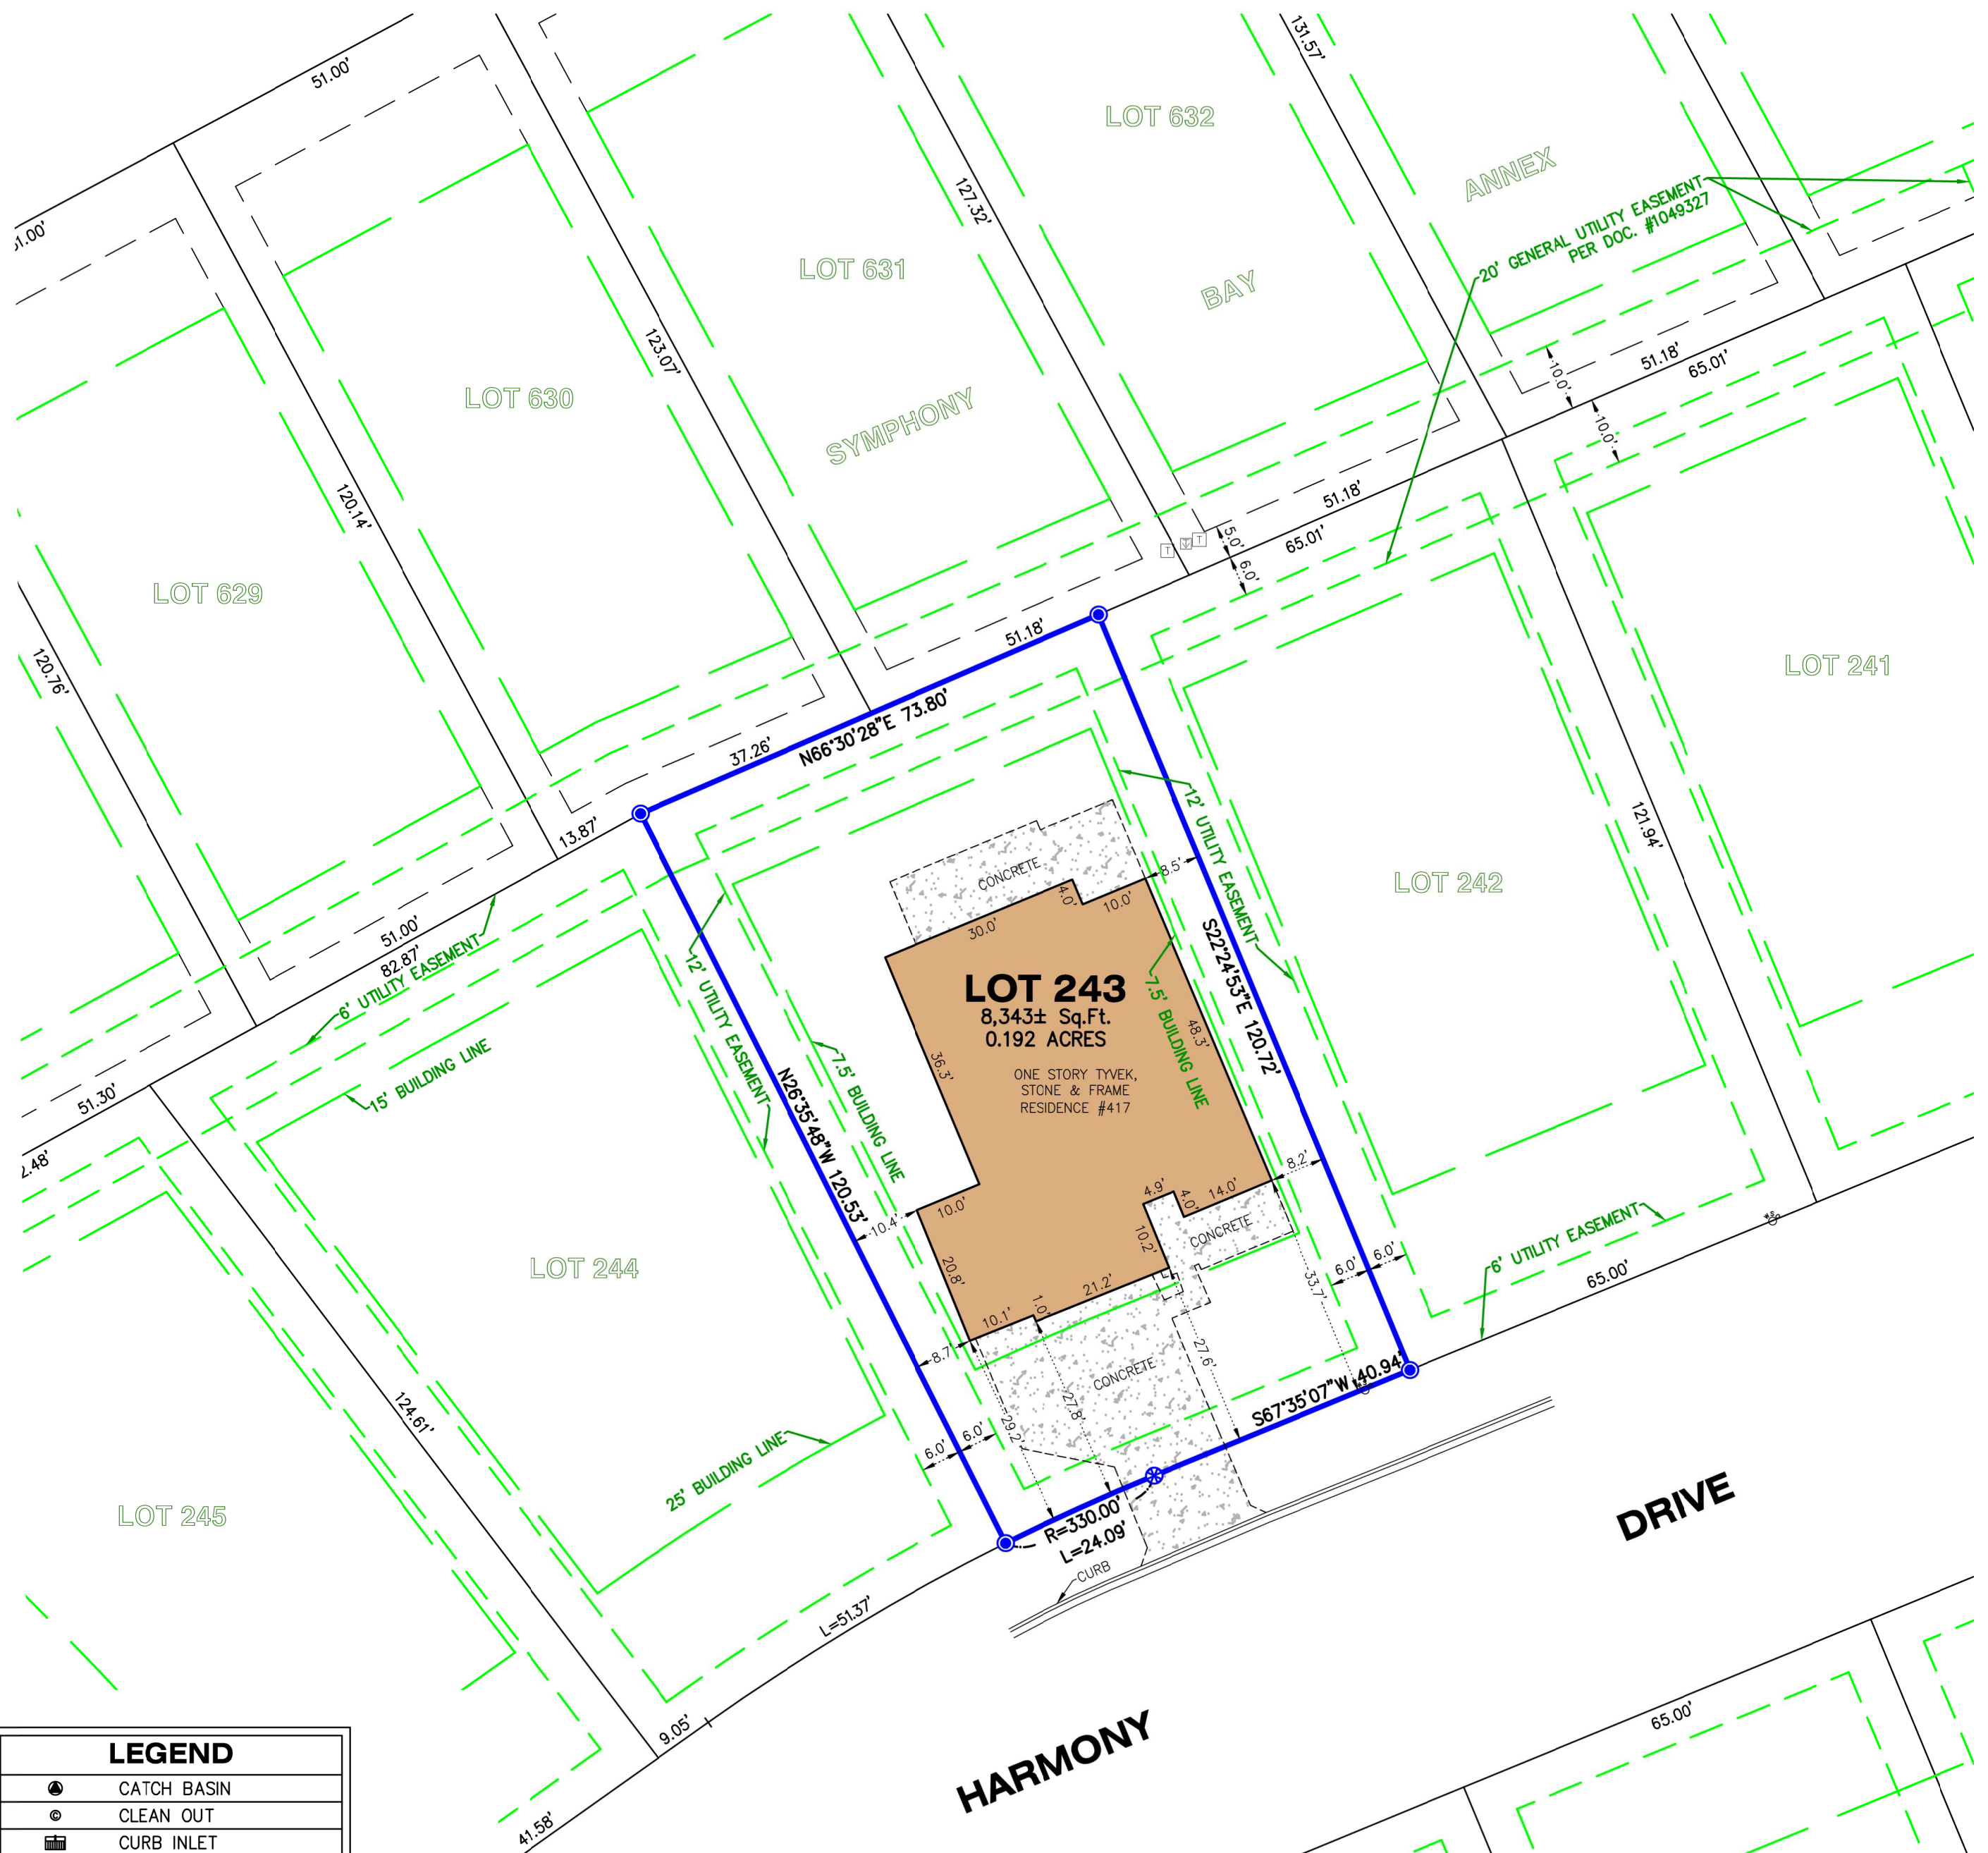 51.00'
131.57'
LOT 632
ANNEX
127.32'
20' GENERAL UTILITY EASEMENT
PER DOC. #1049327
LOT 631
BAY
123.07'
51.18'
65.01'
10.0'
10.0'
LOT 630
SYMPHONY
120.14'
51.18'
65.01'
T
T
5.0'
6.0'
LOT 629
120.76'
51.18'
LOT 241
N66°30'28"E 73.80'
37.26'
13.87'
12' UTILITY EASEMENT
121.94'
LOT 242
CONCRETE
8.5'
4.0'
10.0'
30.0'
51.00'
82.87'
6' UTILITY EASEMENT
12' UTILITY EASEMENT
S22°24'53"E 120.72'
LOT 243
8,343± Sq.Ft.
0.192 ACRES
7.5' BUILDING LINE
48.3'
36.3'
ONE STORY TYVEK,
STONE & FRAME
RESIDENCE #417
15' BUILDING LINE
51.30'
7.5' BUILDING LINE
N26°35'48"W 120.53'
2.48'
8.2'
4.9'
4.0'
14.0'
10.4'
10.0'
10.2'
CONCRETE
6' UTILITY EASEMENT
6.0'
6.0'
65.00'
LOT 244
20.8'
33.7'
21.2'
1.0'
10.1'
8.7'
27.6'
CONCRETE
S67°35'07"W 40.94'
124.61'
27.8'
29.2'
6.0'
6.0'
25' BUILDING LINE
LOT 245
DRIVE
R=330.00'
L=24.09'
CURB
L=51.37'
HARMONY
65.00'
9.05'
41.58'
LEGEND
CATCH BASIN
© CLEAN OUT
CURB INLET